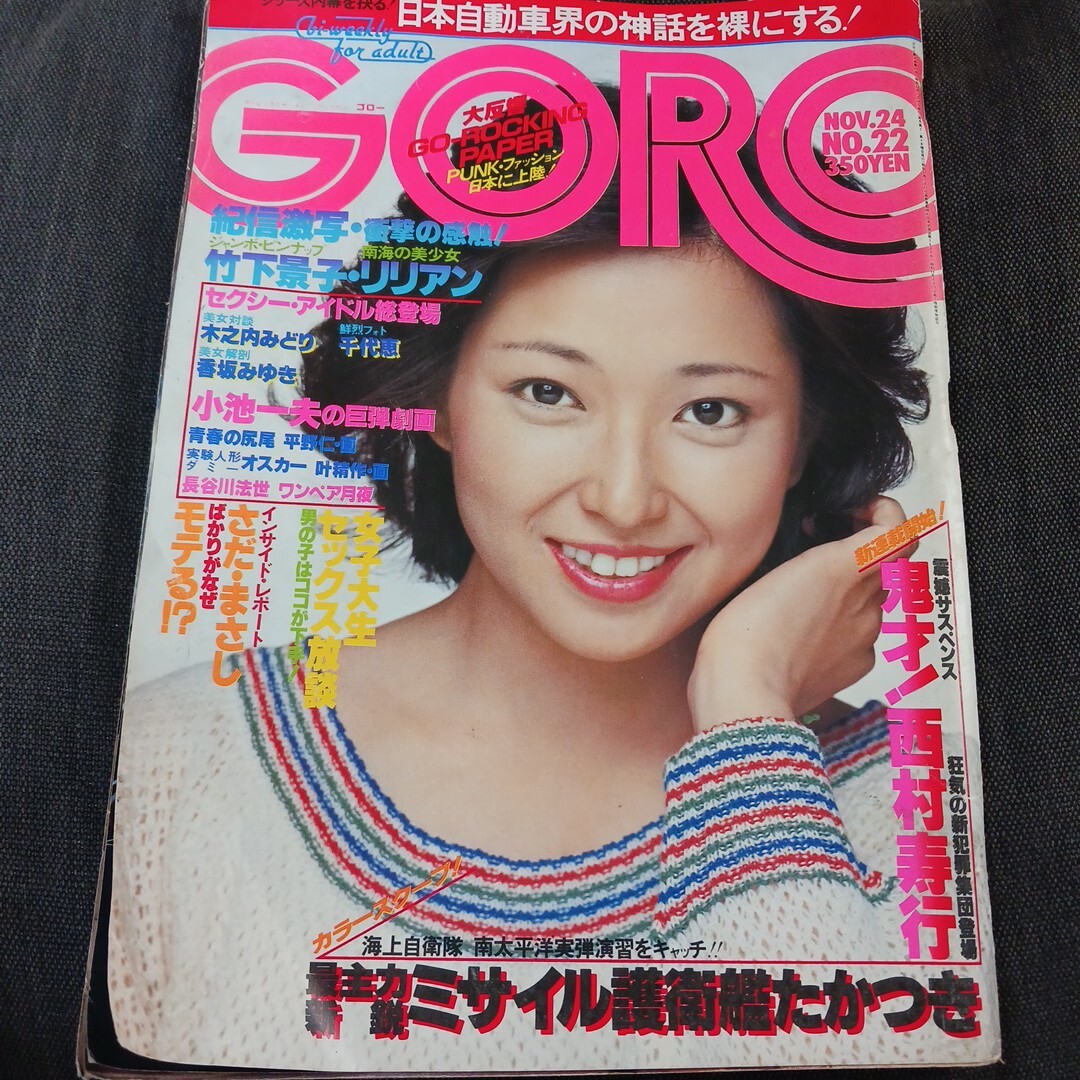 シリーズ内幕を抉る!
日本自動車界の神話を裸にする!
bi-weekly
for adult
GORO
ゴロー
NOV.24
NO.22
350YEN
大反響
GO-ROCKING
PAPER
PUNK・ファッション
日本に上陸!
紀信激写・衝撃の感触!
ジャンボ・ピンナップ 南海の美少女
竹下景子・リリアン
セクシー・アイドル総登場
美女対談 鮮烈フォト
木之内みどり 千代恵
美女解剖
香坂みゆき
小池一夫の巨弾劇画
青春の尻尾 平野仁・画
実験人形
ダミー オスカー 叶精作・画
長谷川法世 ワンペア月夜
女子大生
セックス放談
男の子はココが下手!
インサイド・レポート
さだ・まさし
ばかりがなぜ
モテる!?
新連載開始!
震撼サスペンス
鬼才!西村寿行
狂気の新犯罪集団登場
カラースクープ!
海上自衛隊 南太平洋実弾演習をキャッチ!!
最新鋭主力ミサイル護衛艦たかつき